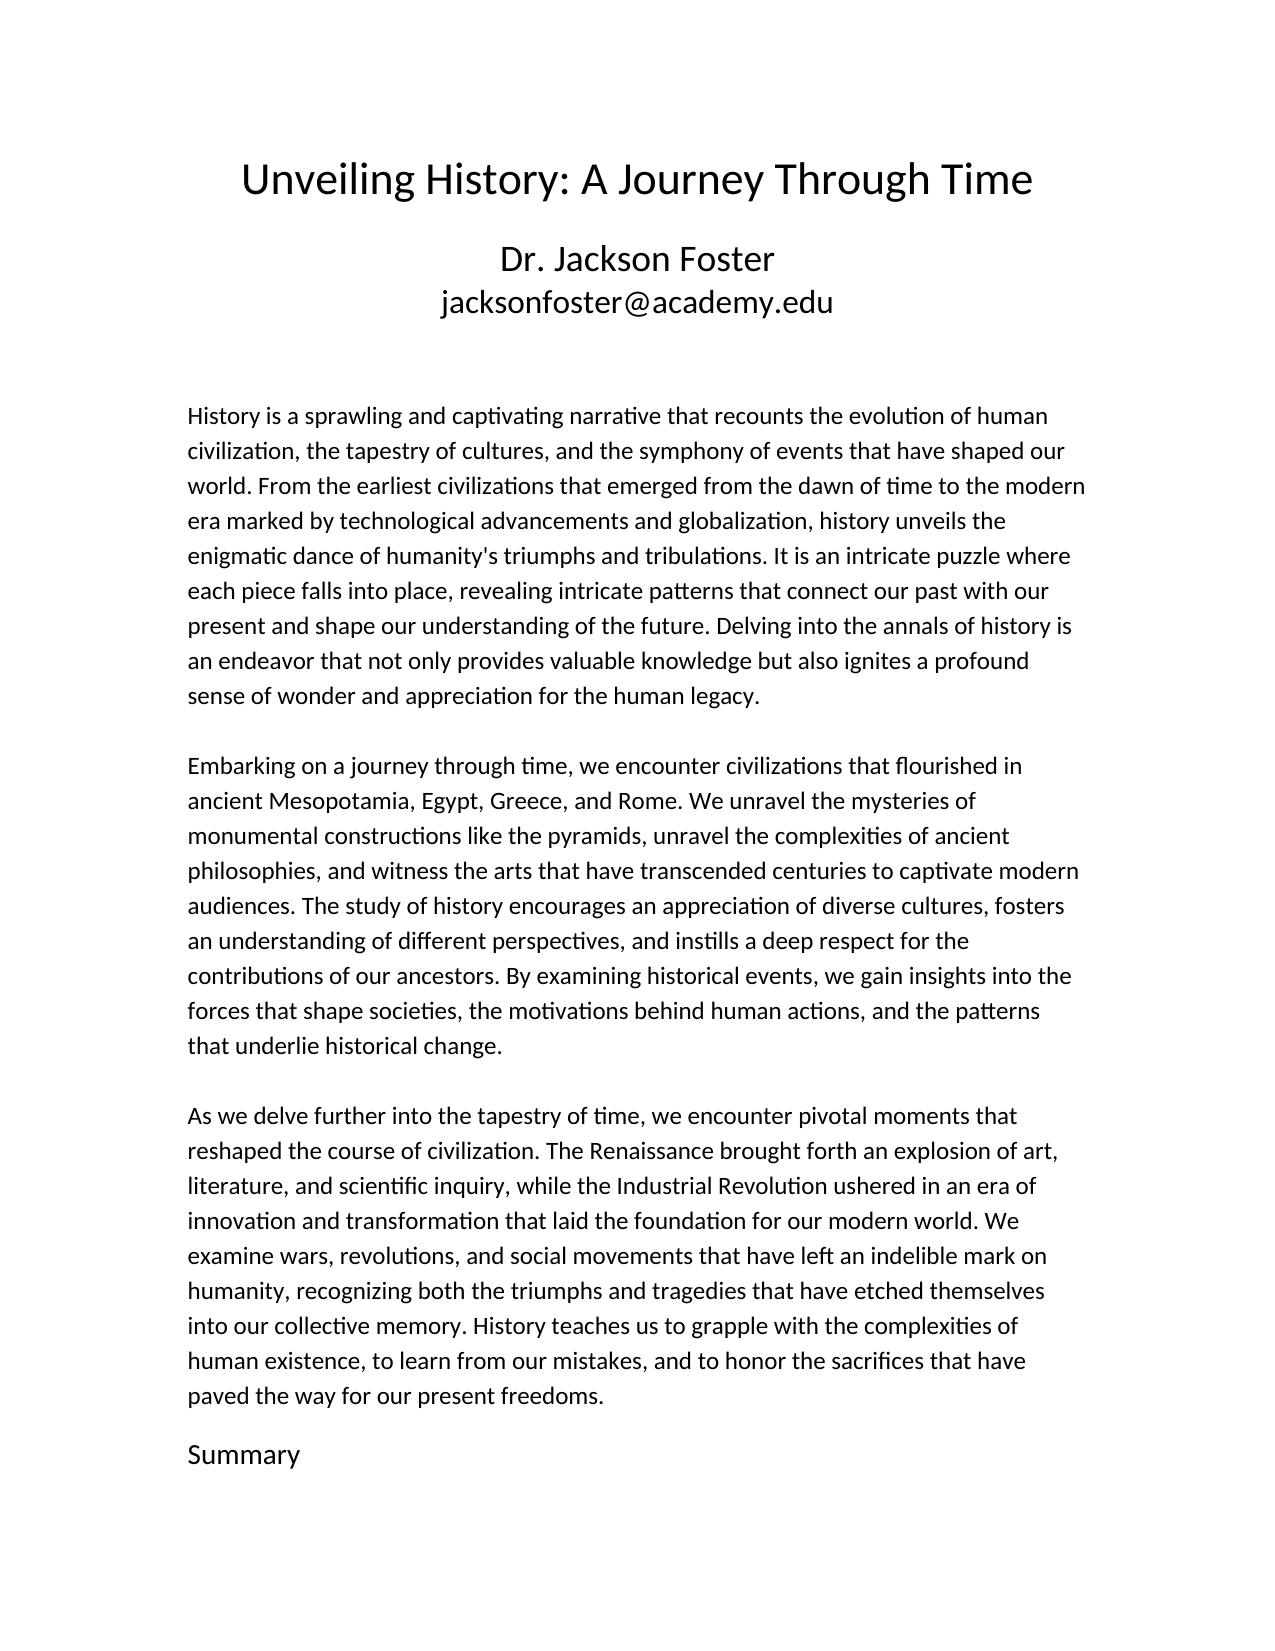 Unveiling History: A Journey Through Time
Dr. Jackson Foster
jacksonfoster@academy.edu
History is a sprawling and captivating narrative that recounts the evolution of human
civilization, the tapestry of cultures, and the symphony of events that have shaped our
world. From the earliest civilizations that emerged from the dawn of time to the modern
era marked by technological advancements and globalization, history unveils the
enigmatic dance of humanity's triumphs and tribulations. It is an intricate puzzle where
each piece falls into place, revealing intricate patterns that connect our past with our
present and shape our understanding of the future. Delving into the annals of history is
an endeavor that not only provides valuable knowledge but also ignites a profound
sense of wonder and appreciation for the human legacy.
Embarking on a journey through time, we encounter civilizations that flourished in
ancient Mesopotamia, Egypt, Greece, and Rome. We unravel the mysteries of
monumental constructions like the pyramids, unravel the complexities of ancient
philosophies, and witness the arts that have transcended centuries to captivate modern
audiences. The study of history encourages an appreciation of diverse cultures, fosters
an understanding of different perspectives, and instills a deep respect for the
contributions of our ancestors. By examining historical events, we gain insights into the
forces that shape societies, the motivations behind human actions, and the patterns
that underlie historical change.
As we delve further into the tapestry of time, we encounter pivotal moments that
reshaped the course of civilization. The Renaissance brought forth an explosion of art,
literature, and scientific inquiry, while the Industrial Revolution ushered in an era of
innovation and transformation that laid the foundation for our modern world. We
examine wars, revolutions, and social movements that have left an indelible mark on
humanity, recognizing both the triumphs and tragedies that have etched themselves
into our collective memory. History teaches us to grapple with the complexities of
human existence, to learn from our mistakes, and to honor the sacrifices that have
paved the way for our present freedoms.
Summary